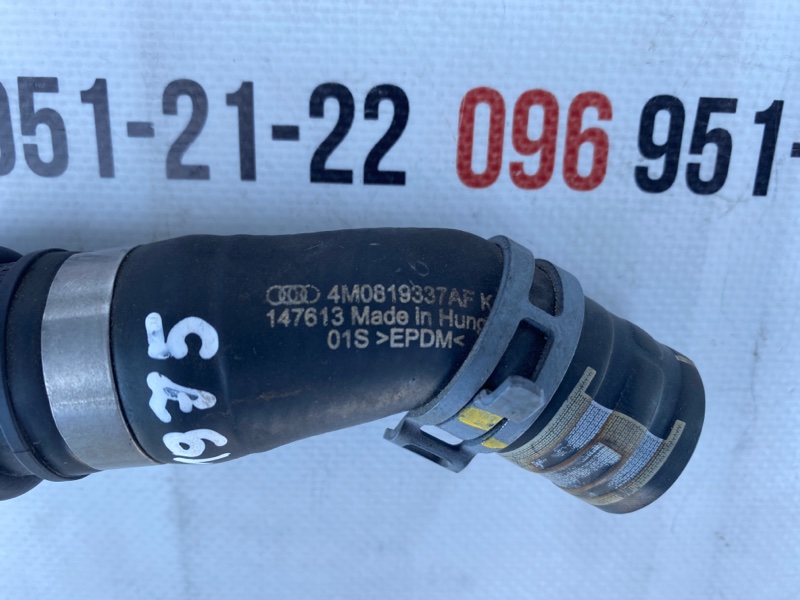 951-21-22 096 951-
4M0819337AF K
147613 Made in Hung
01S >EPDM<